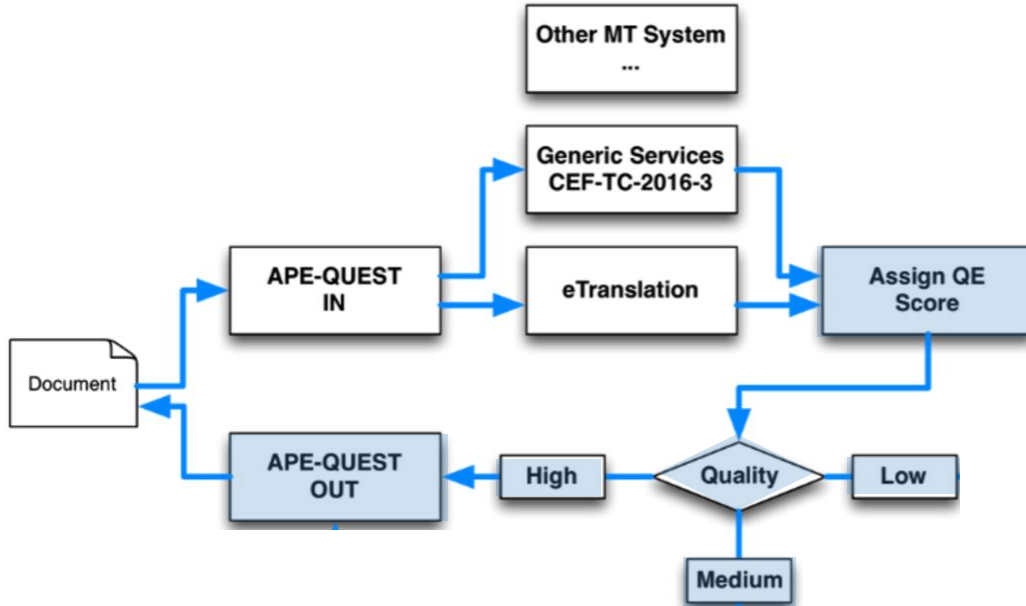 Other MT System
...
Generic Services
CEF-TC-2016-3
APE-QUEST
IN
eTranslation
Assign QE
Score
Document
APE-QUEST
OUT
High
Quality
Low
Medium